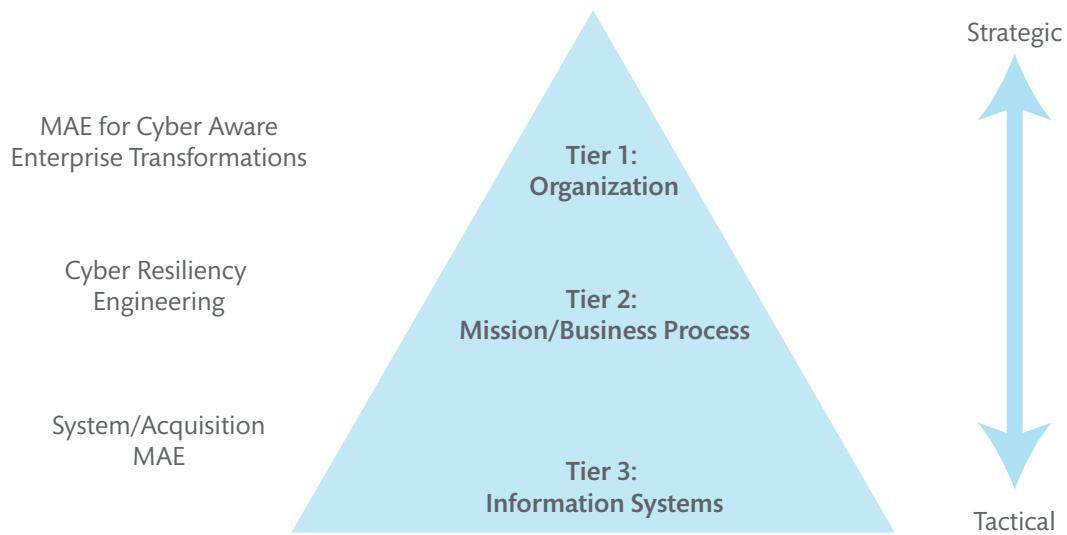 Strategic
MAE for Cyber Aware
Enterprise Transformations
Tier 1:
Organization
Cyber Resiliency
Engineering
Tier 2:
Mission/Business Process
System/Acquisition
MAE
Tier 3:
Information Systems
Tactical